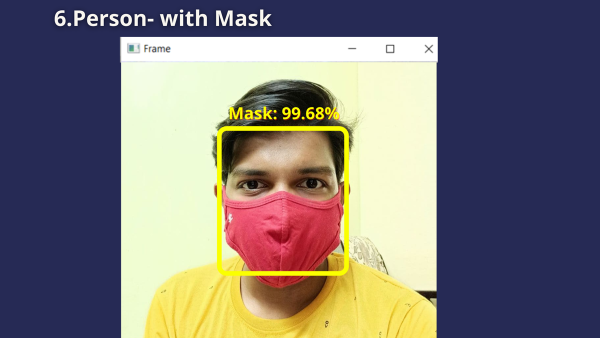 6.Person- with Mask
Frame
Mask: 99.68%